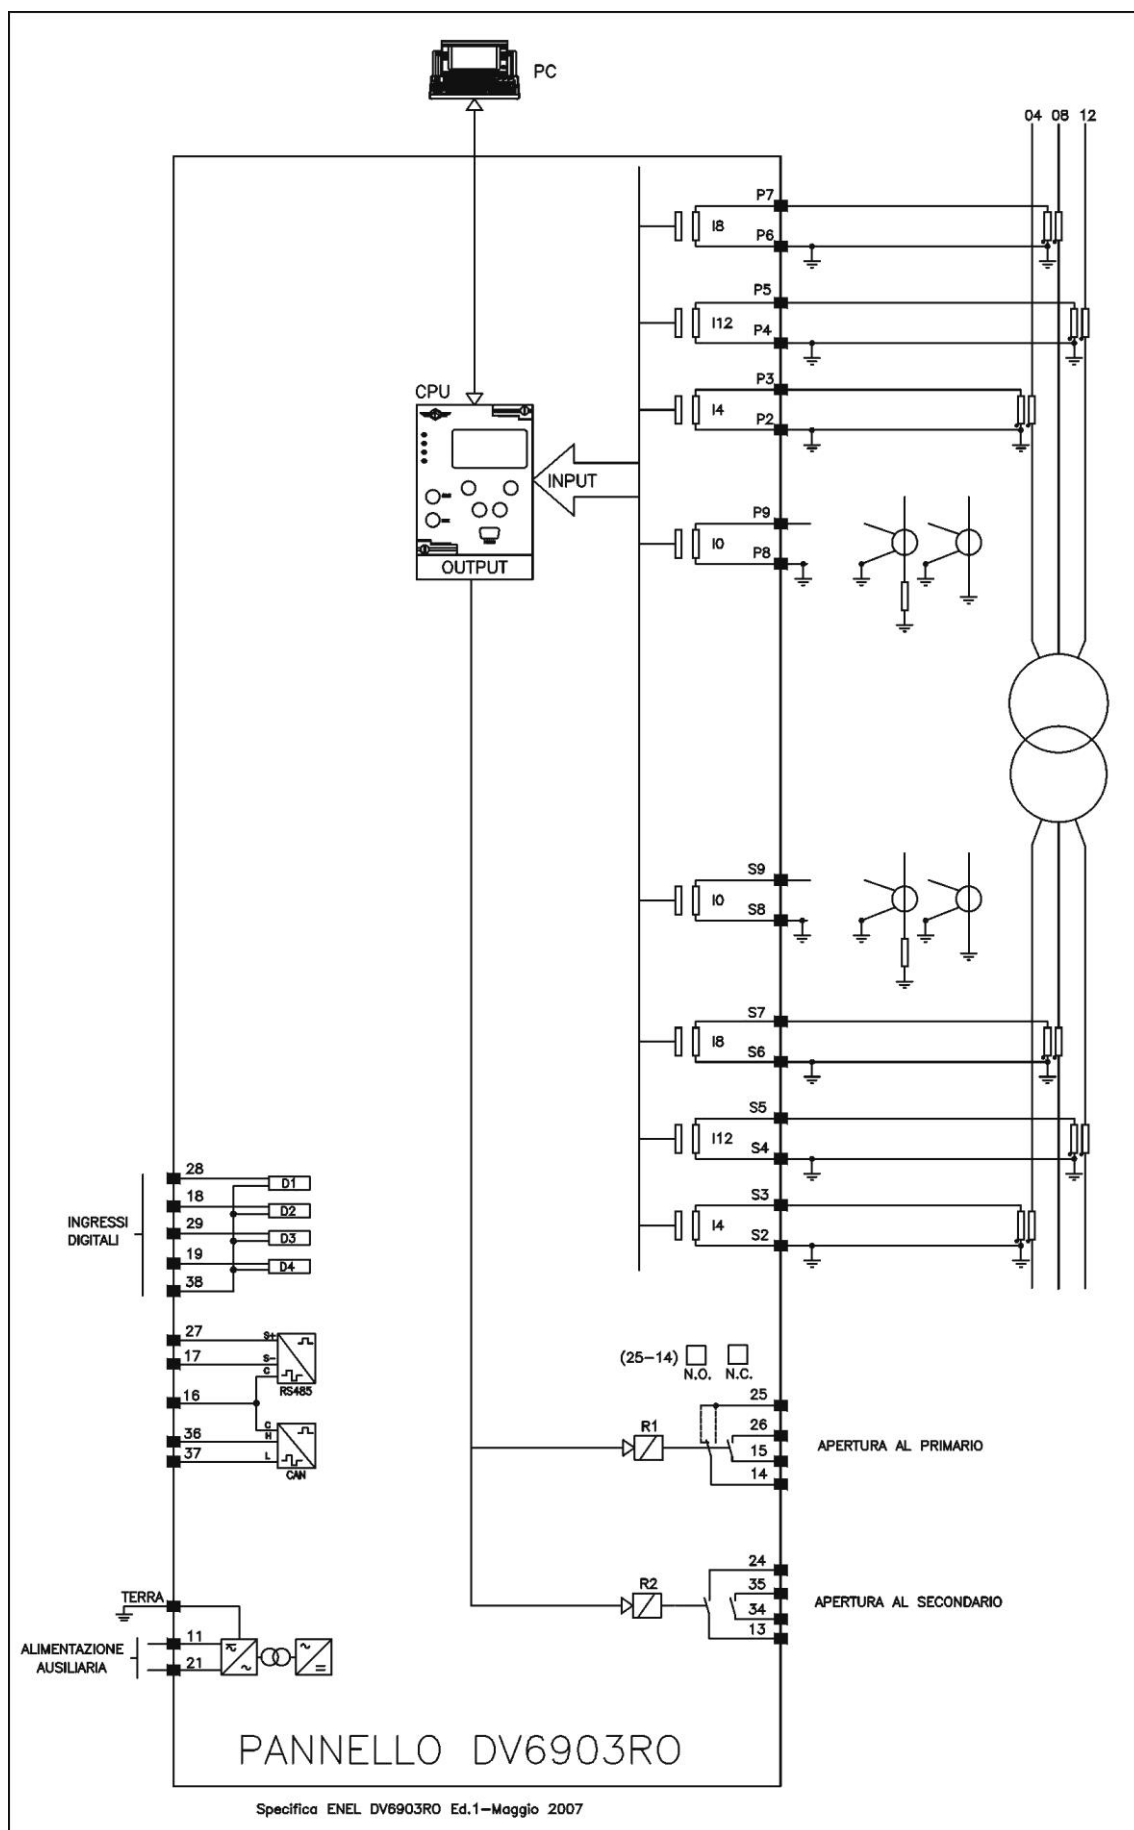 PC
04 08 12
P7
I8
P6
P5
I12
P4
P3
I4
P2
CPU
INPUT
OUTPUT
P9
I0
P8
S9
I0
S8
S7
I8
S6
S5
I12
S4
S3
I4
S2
INGRESSI
DIGITALI
28
D1
18
D2
29
D3
19
D4
38
27
S+
17
S-
C
RS485
16
C
36
H
37
L
CAN
(25-14)
N.O. N.C.
25
R1
26
15
14
APERTURA AL PRIMARIO
24
R2
35
34
13
APERTURA AL SECONDARIO
TERRA
ALIMENTAZIONE
AUSILIARIA
11
21
PANNELLO DV6903RO
Specifica ENEL DV6903RO Ed.1-Maggio 2007